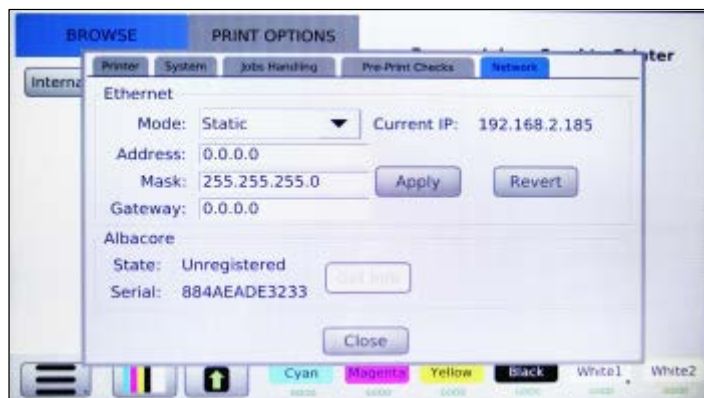 BROWSE PRINT OPTIONS
Printer System Jobs Handling Pre-Print Checks Network
Interna
Ethernet
Mode: Static Current IP: 192.168.2.185
Address: 0.0.0.0
Mask: 255.255.255.0 Apply Revert
Gateway: 0.0.0.0
Albacore
State: Unregistered
Serial: 884AEADE3233
Close
Cyan Magenta Yellow Black White1 White2